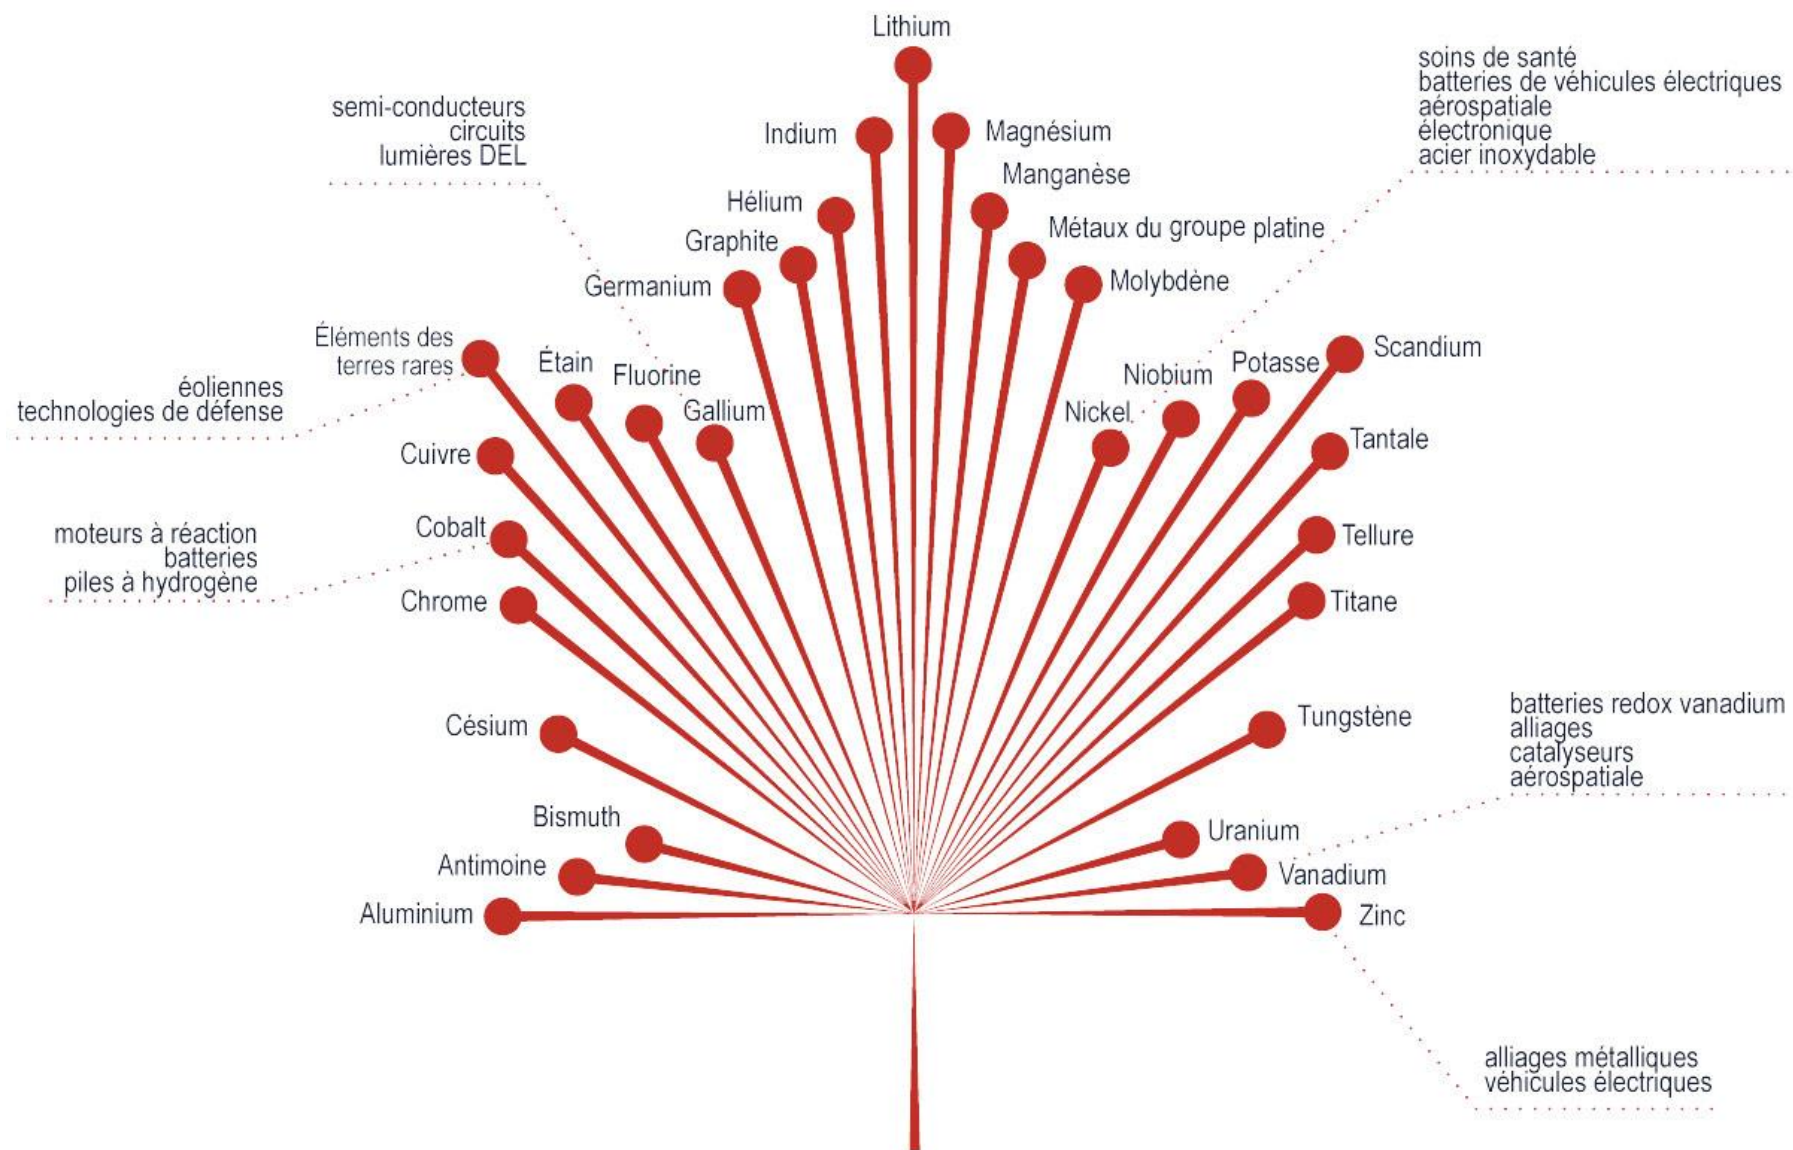 Lithium
soins de santé
batteries de véhicules électriques
aérospatiale
électronique
acier inoxydable
semi-conducteurs
circuits
lumières DEL
Indium
Magnésium
Manganèse
Hélium
Métaux du groupe platine
Graphite
Germanium
Molybdène
Éléments des
terres rares
Étain
Fluorine
Gallium
Nickel
Niobium
Potasse
Scandium
éoliennes
technologies de défense
Cuivre
Tantale
Cobalt
Tellure
moteurs à réaction
batteries
piles à hydrogène
Chrome
Titane
Césium
Tungstène
batteries redox vanadium
alliages
catalyseurs
aérospatiale
Bismuth
Uranium
Antimoine
Vanadium
Aluminium
Zinc
alliages métalliques
véhicules électriques